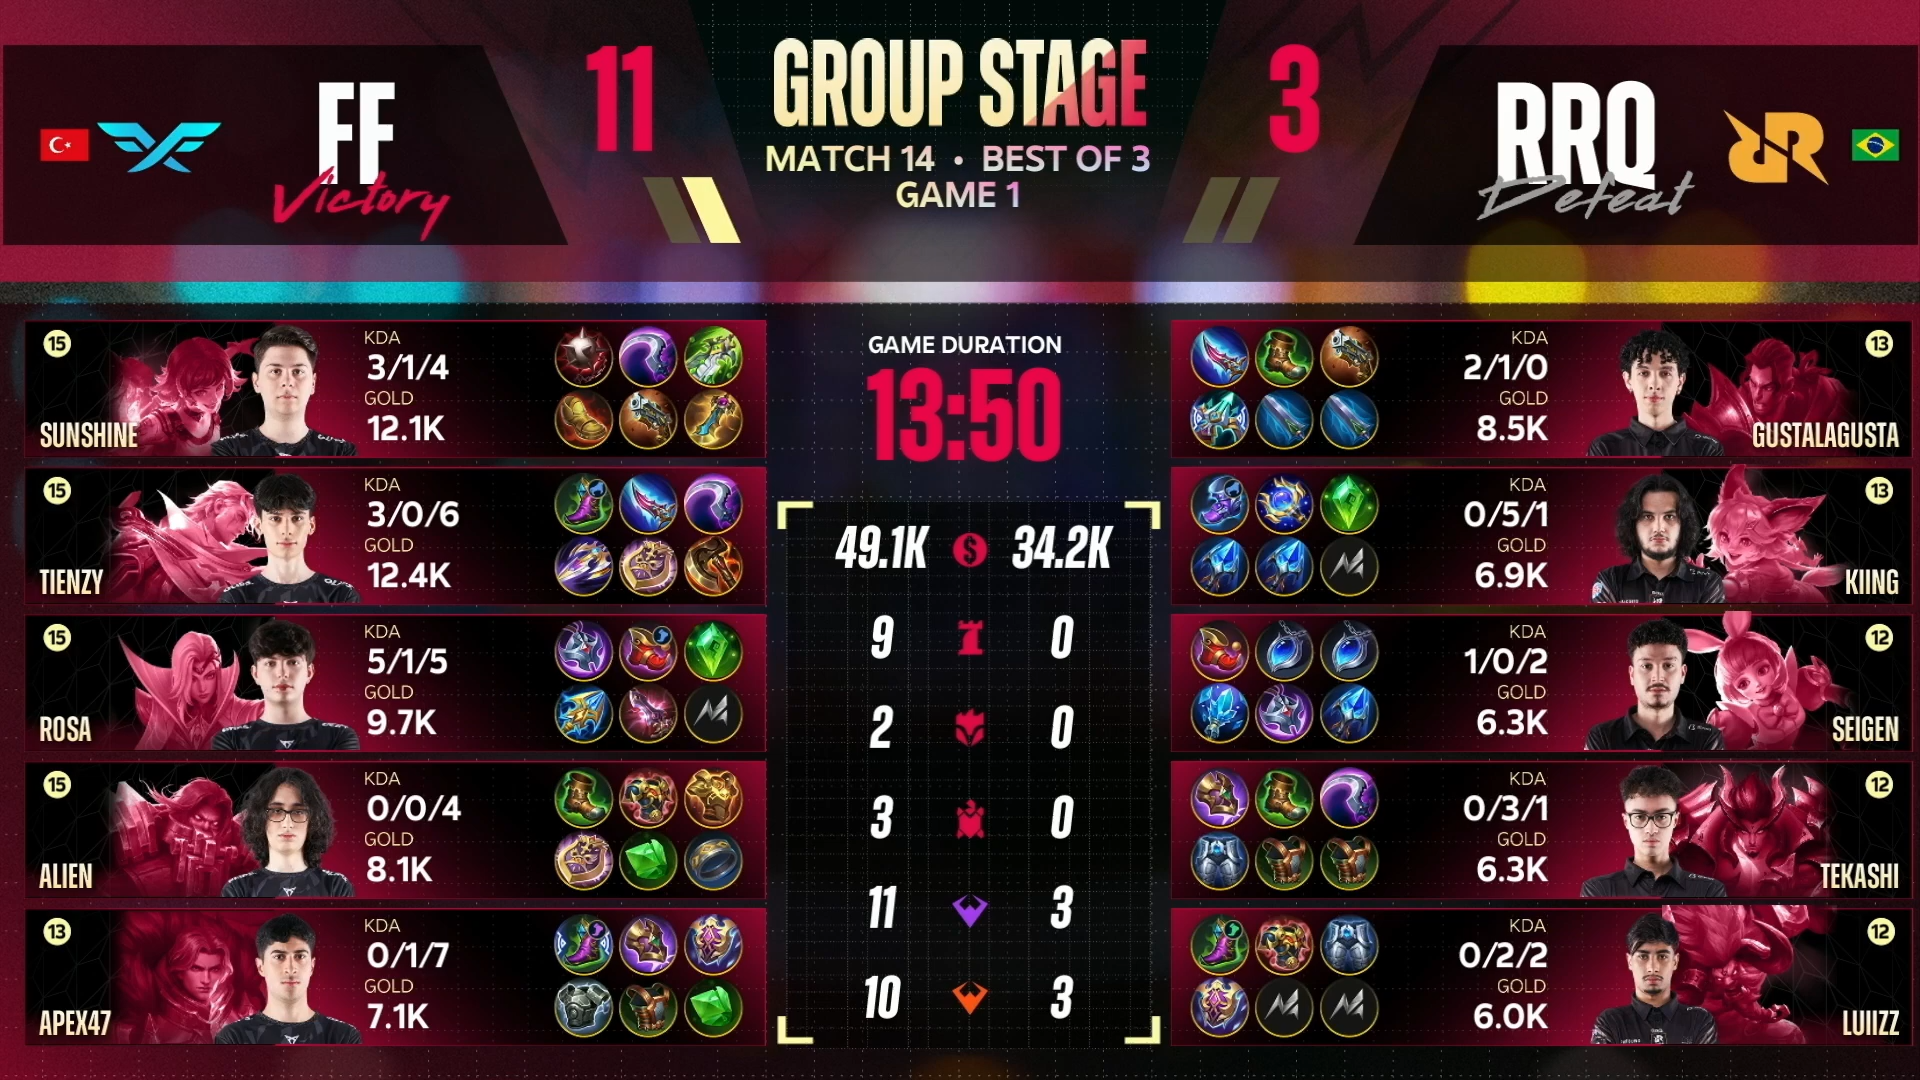 FF
Victory
11
GROUP STAGE
MATCH 14 • BEST OF 3
GAME 1
3
RRQ
Defeat
15
SUNSHINE
KDA
3/1/4
GOLD
12.1K
15
TIENZY
KDA
3/0/6
GOLD
12.4K
15
ROSA
KDA
5/1/5
GOLD
9.7K
15
ALIEN
KDA
0/0/4
GOLD
8.1K
13
APEX47
KDA
0/1/7
GOLD
7.1K
GAME DURATION
13:50
49.1K $ 34.2K
9 0
2 0
3 0
11 3
10 3
KDA
2/1/0
GOLD
8.5K
13
GUSTALAGUSTA
KDA
0/5/1
GOLD
6.9K
13
KIING
KDA
1/0/2
GOLD
6.3K
12
SEIGEN
KDA
0/3/1
GOLD
6.3K
12
TEKASHI
KDA
0/2/2
GOLD
6.0K
12
LUIIZZ